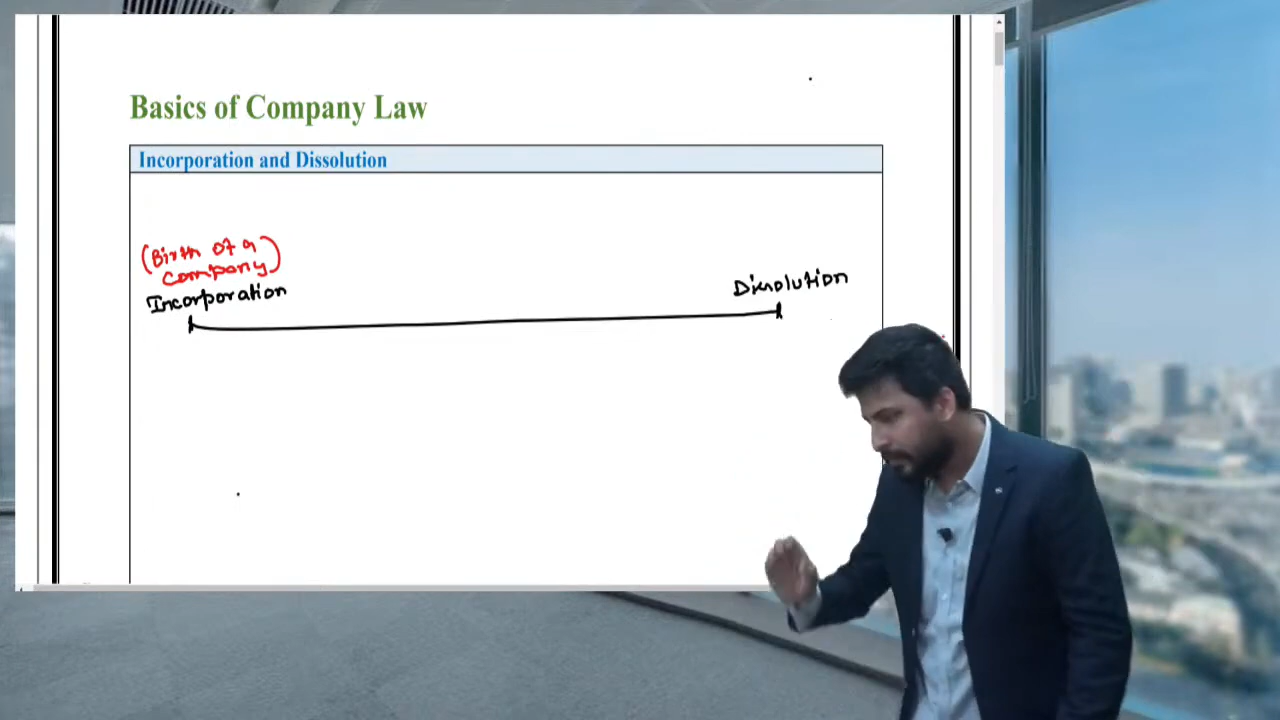 Basics of Company Law
Incorporation and Dissolution
(Birth of a
company)
Incorporation
Dissolution